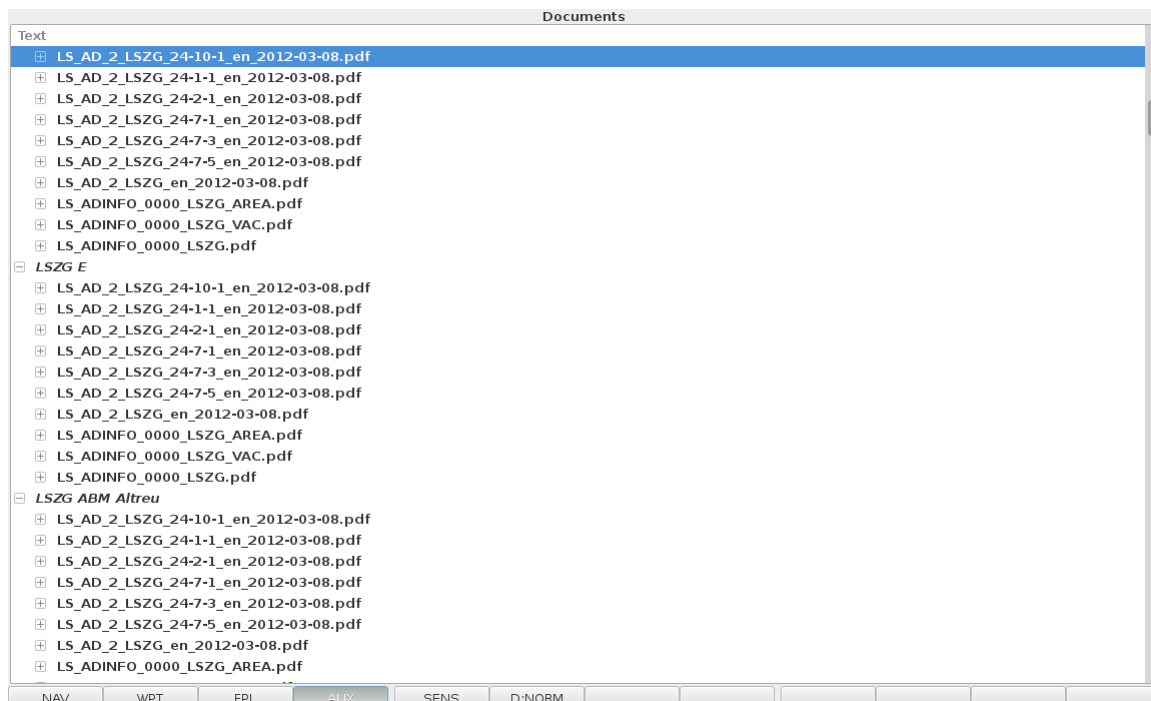 Documents
Text
LS_AD_2_LSZG_24-10-1_en_2012-03-08.pdf
LS_AD_2_LSZG_24-1-1_en_2012-03-08.pdf
LS_AD_2_LSZG_24-2-1_en_2012-03-08.pdf
LS_AD_2_LSZG_24-7-1_en_2012-03-08.pdf
LS_AD_2_LSZG_24-7-3_en_2012-03-08.pdf
LS_AD_2_LSZG_24-7-5_en_2012-03-08.pdf
LS_AD_2_LSZG_en_2012-03-08.pdf
LS_ADINFO_0000_LSZG_AREA.pdf
LS_ADINFO_0000_LSZG_VAC.pdf
LS_ADINFO_0000_LSZG.pdf
LSZG E
LS_AD_2_LSZG_24-10-1_en_2012-03-08.pdf
LS_AD_2_LSZG_24-1-1_en_2012-03-08.pdf
LS_AD_2_LSZG_24-2-1_en_2012-03-08.pdf
LS_AD_2_LSZG_24-7-1_en_2012-03-08.pdf
LS_AD_2_LSZG_24-7-3_en_2012-03-08.pdf
LS_AD_2_LSZG_24-7-5_en_2012-03-08.pdf
LS_AD_2_LSZG_en_2012-03-08.pdf
LS_ADINFO_0000_LSZG_AREA.pdf
LS_ADINFO_0000_LSZG_VAC.pdf
LS_ADINFO_0000_LSZG.pdf
LSZG ABM Altreu
LS_AD_2_LSZG_24-10-1_en_2012-03-08.pdf
LS_AD_2_LSZG_24-1-1_en_2012-03-08.pdf
LS_AD_2_LSZG_24-2-1_en_2012-03-08.pdf
LS_AD_2_LSZG_24-7-1_en_2012-03-08.pdf
LS_AD_2_LSZG_24-7-3_en_2012-03-08.pdf
LS_AD_2_LSZG_24-7-5_en_2012-03-08.pdf
LS_AD_2_LSZG_en_2012-03-08.pdf
LS_ADINFO_0000_LSZG_AREA.pdf
NAV WPT FPL AUX SENS D:NORM